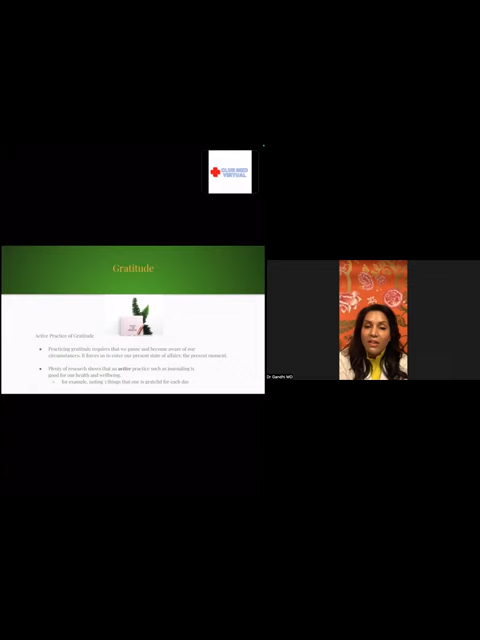 CLUB MED
VIRTUAL
Gratitude
Active Practice of Gratitude
● Practicing gratitude requires that we pause and become aware of our
circumstances. It forces us to enter our present state of affairs, the present moment.
● Plenty of research shows that an active practice such as journaling is
good for our health and wellbeing.
○ for example, noting 3 things that one is grateful for each day
Dr Gandhi MD